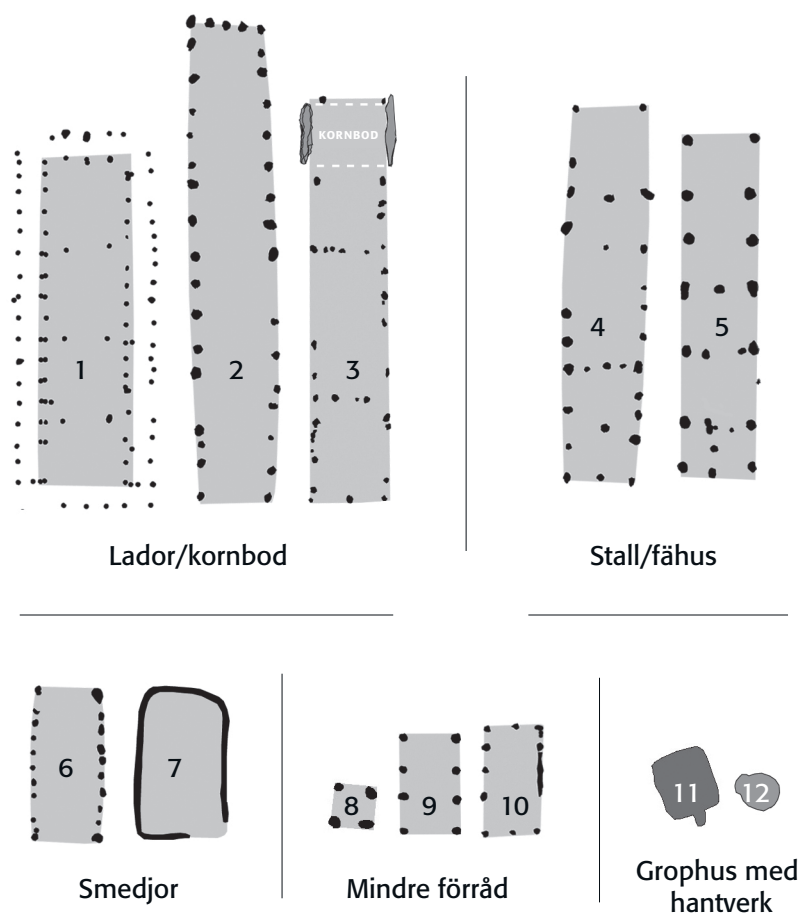 KORNBOD
1
2
3
4
5
Lador/kornbod
Stall/fähus
6
7
8
9
10
11
12
Smedjor
Mindre förråd
Grophus med
hantverk